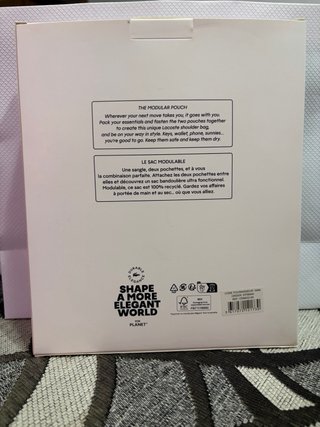 THE MODULAR POUCH
Wherever your next move takes you, it goes with you.
Pack your essentials and fasten the two pouches together
to create this unique Lacoste shoulder bag,
and be on your way in style. Keys, wallet, phone, sunnies...
you're good to go. Keep them safe and keep them dry.
LE SAC MODULABLE
Une sangle, deux pochettes, et à vous
la combinaison parfaite. Attachez les deux pochettes entre
elles et découvrez un sac bandoulière ultra fonctionnel.
Modulable, ce sac est 100% recyclé. Gardez vos affaires
à portée de main et au sec... où que vous alliez.
DURABLE
ELEGANCE
SHAPE
A MORE
ELEGANT
WORLD
FOR
PLANET
MIX
FSC